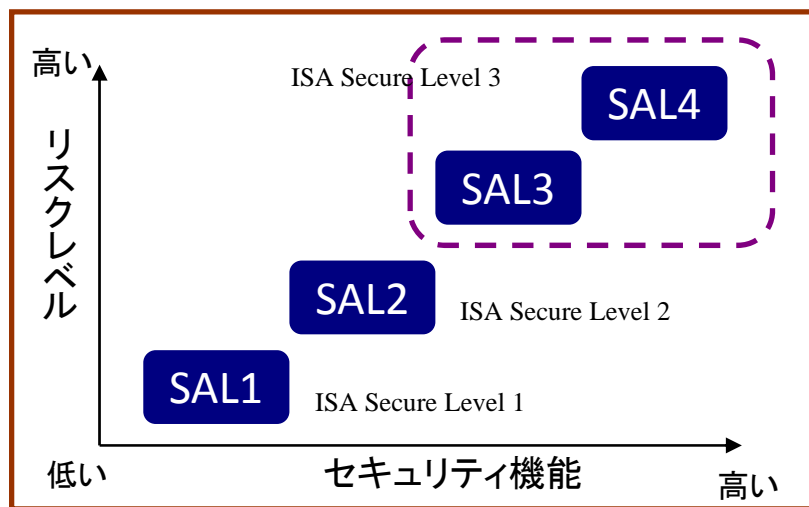 高い
ISA Secure Level 3
SAL4
リスクレベル
SAL3
SAL2
ISA Secure Level 2
SAL1
ISA Secure Level 1
低い
セキュリティ機能
高い